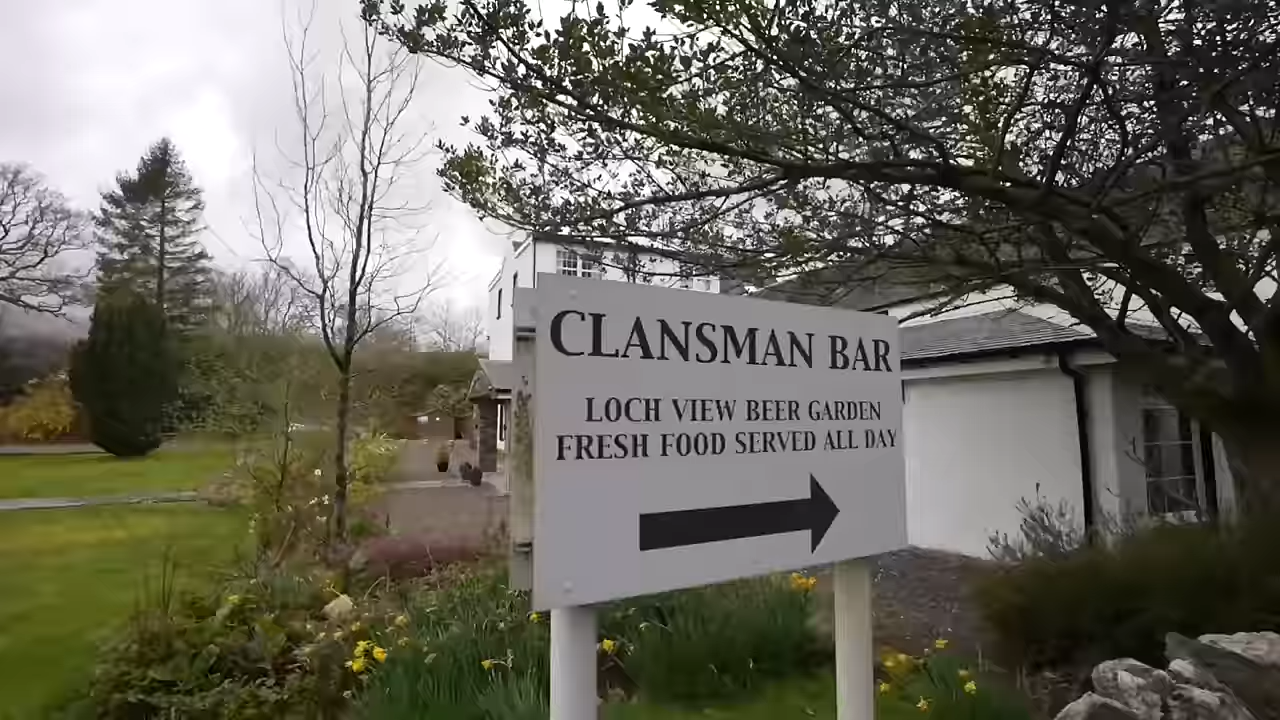 CLANSMAN BAR
LOCH VIEW BEER GARDEN
FRESH FOOD SERVED ALL DAY